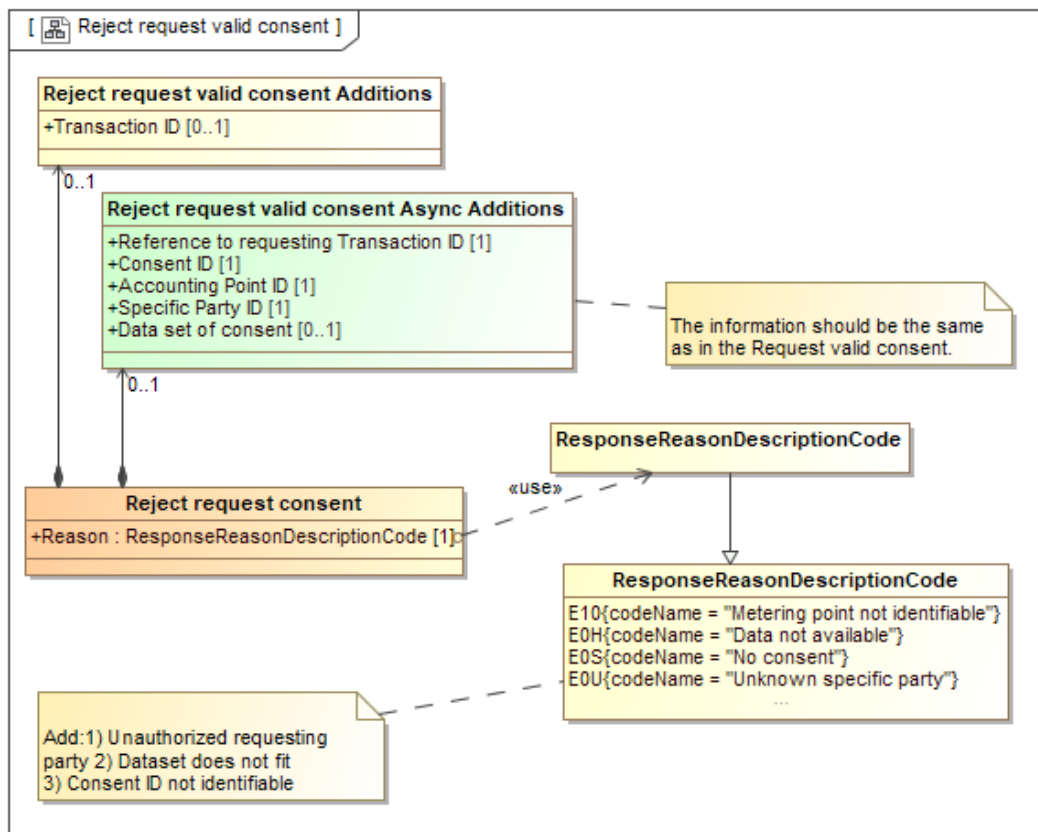 [ Reject request valid consent ]
Reject request valid consent Additions
+Transaction ID [0..1]
0..1
Reject request valid consent Async Additions
+Reference to requesting Transaction ID [1]
+Consent ID [1]
+Accounting Point ID [1]
+Specific Party ID [1]
+Data set of consent [0..1]
The information should be the same
as in the Request valid consent.
0..1
ResponseReasonDescriptionCode
«use»
Reject request consent
+Reason : ResponseReasonDescriptionCode [1]
ResponseReasonDescriptionCode
E10{codeName = "Metering point not identifiable"}
E0H{codeName = "Data not available"}
E0S{codeName = "No consent"}
E0U{codeName = "Unknown specific party"}
...
Add:1) Unauthorized requesting
party 2) Dataset does not fit
3) Consent ID not identifiable